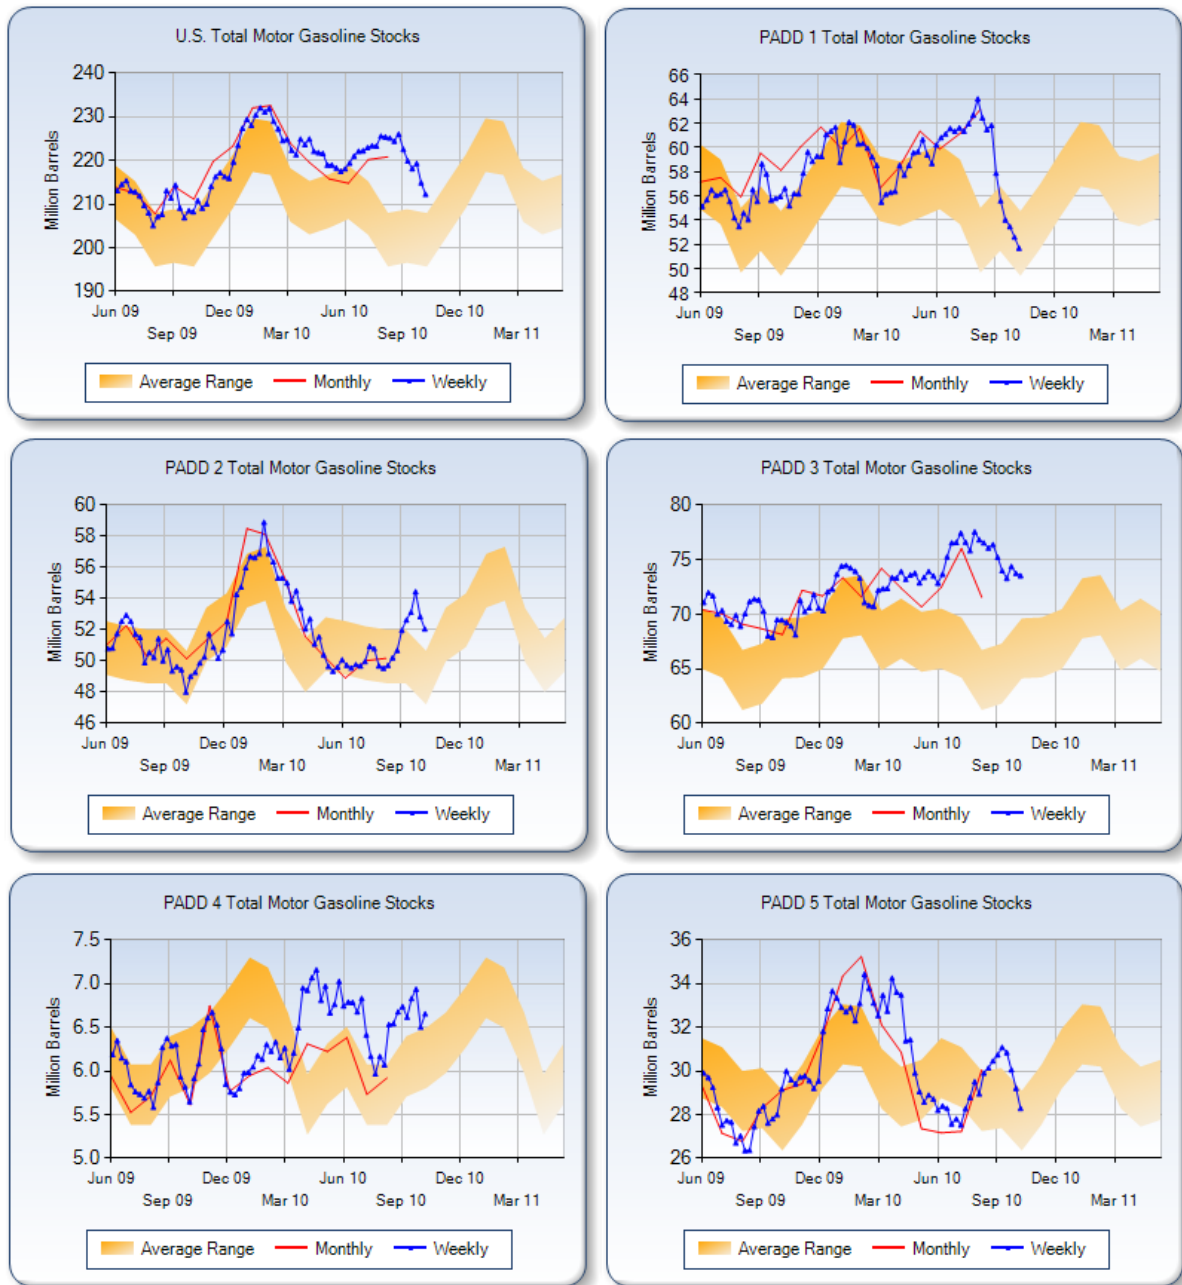 U.S. Total Motor Gasoline Stocks
Million Barrels
240
230
220
210
200
190
Jun 09 Dec 09 Jun 10 Dec 10
Sep 09 Mar 10 Sep 10 Mar 11
Average Range Monthly Weekly
PADD 1 Total Motor Gasoline Stocks
Million Barrels
66
64
62
60
58
56
54
52
50
48
Jun 09 Dec 09 Jun 10 Dec 10
Sep 09 Mar 10 Sep 10 Mar 11
Average Range Monthly Weekly
PADD 2 Total Motor Gasoline Stocks
Million Barrels
60
58
56
54
52
50
48
46
Jun 09 Dec 09 Jun 10 Dec 10
Sep 09 Mar 10 Sep 10 Mar 11
Average Range Monthly Weekly
PADD 3 Total Motor Gasoline Stocks
Million Barrels
80
75
70
65
60
Jun 09 Dec 09 Jun 10 Dec 10
Sep 09 Mar 10 Sep 10 Mar 11
Average Range Monthly Weekly
PADD 4 Total Motor Gasoline Stocks
Million Barrels
7.5
7.0
6.5
6.0
5.5
5.0
Jun 09 Dec 09 Jun 10 Dec 10
Sep 09 Mar 10 Sep 10 Mar 11
Average Range Monthly Weekly
PADD 5 Total Motor Gasoline Stocks
Million Barrels
36
34
32
30
28
26
Jun 09 Dec 09 Jun 10 Dec 10
Sep 09 Mar 10 Sep 10 Mar 11
Average Range Monthly Weekly